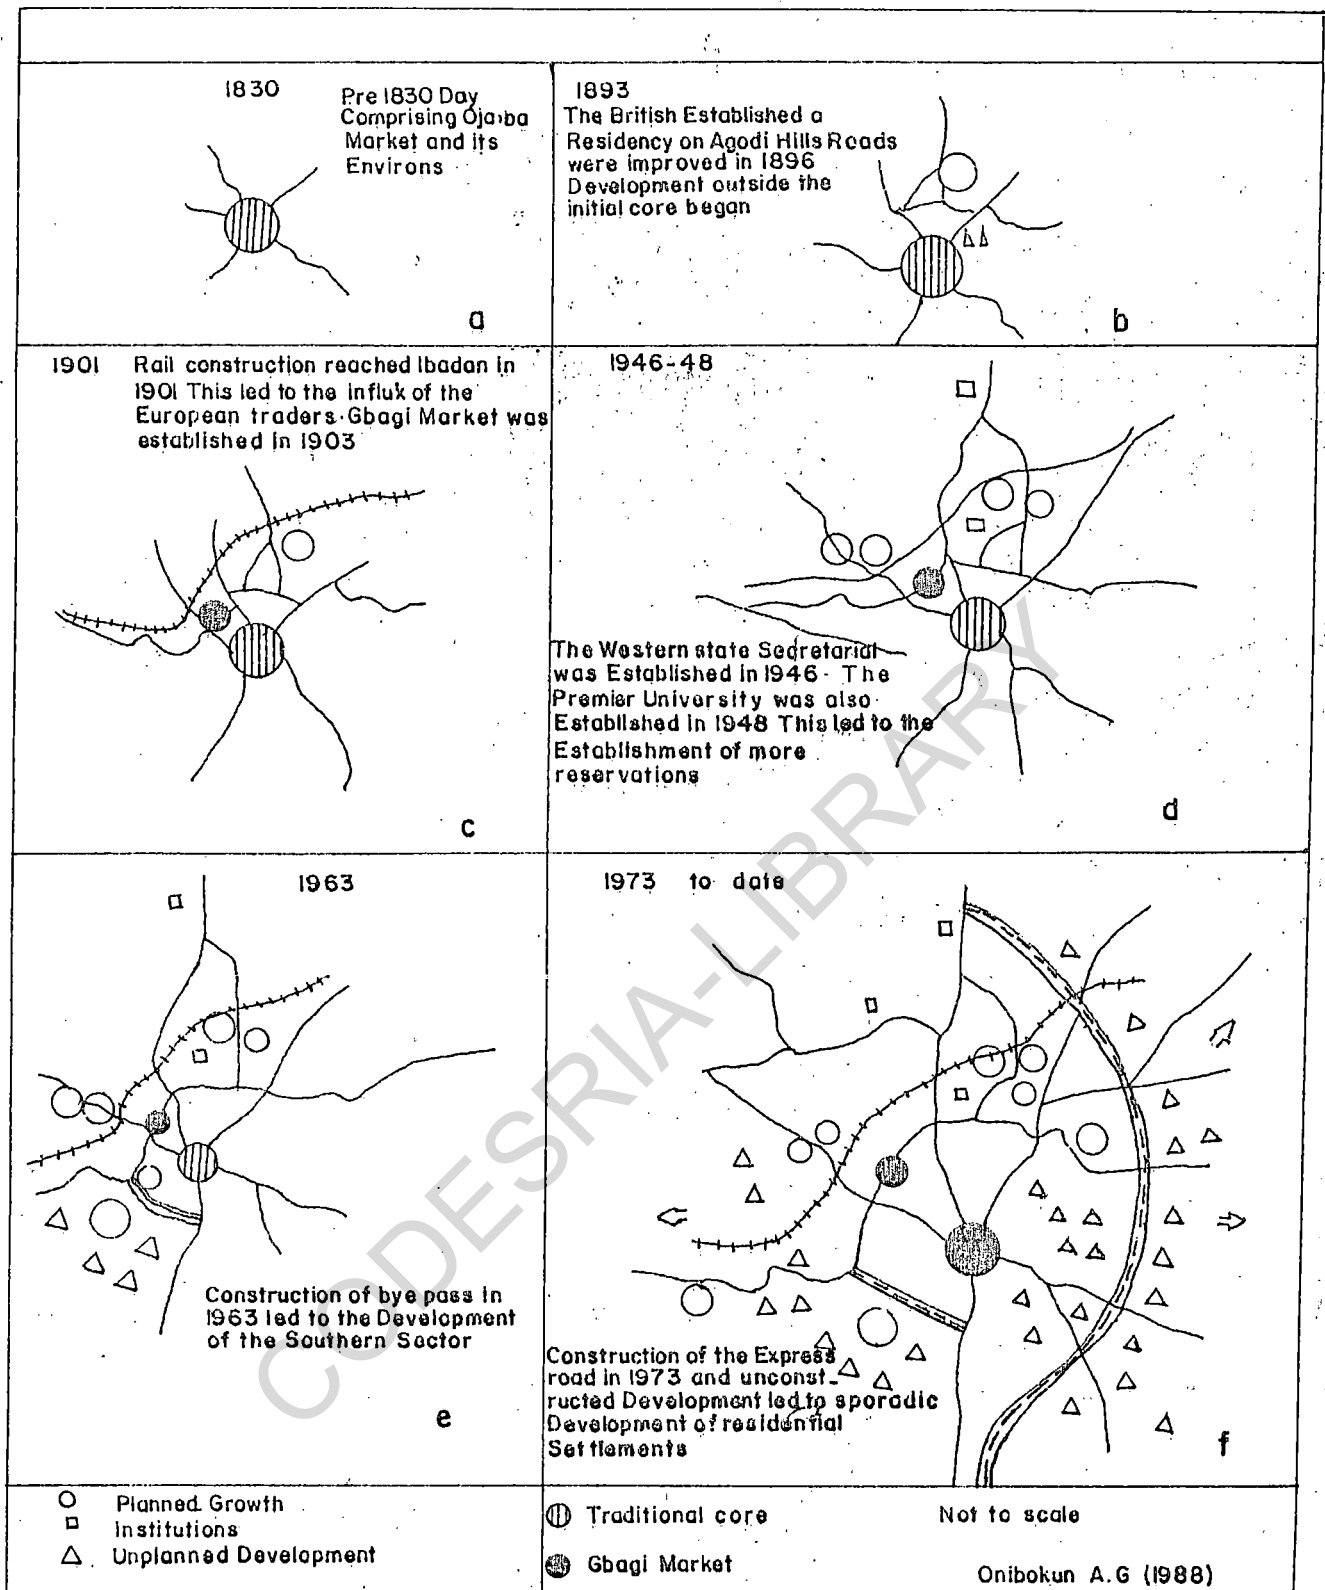 1830
Pre 1830 Day
Comprising Oja'ba
Market and its
Environs
a
1893
The British Established a
Residency on Agodi Hills Roads
were improved in 1896
Development outside the
initial core began
b
1901 Rail construction reached Ibadan in
1901 This led to the influk of the
European traders·Gbagi Market was
established in 1903
c
1946-48
The Western state Secretarial
was Established in 1946 - The
Premier University was also
Established in 1948 This led to the
Establishment of more
reservations
d
1963
Construction of bye pass in
1963 led to the Development
of the Southern Sector
e
1973 to date
Construction of the Express
road in 1973 and unconst-
ructed Development led to sporadic
Development of residential
Settlements
f
Planned Growth
Institutions
Unplanned Development
Traditional core
Gbagi Market
Not to scale
Onibokun A.G (1988)
CODESRIA-LIBRARY